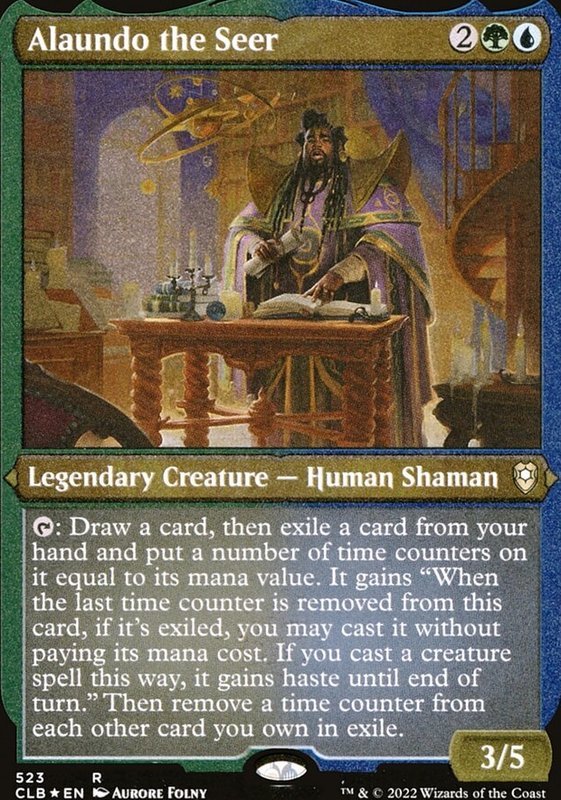 Alaundo the Seer 2
Legendary Creature — Human Shaman
: Draw a card, then exile a card from your
hand and put a number of time counters on
it equal to its mana value. It gains “When
the last time counter is removed from this
card, if it’s exiled, you may cast it without
paying its mana cost. If you cast a creature
spell this way, it gains haste until end of
turn.” Then remove a time counter from
each other card you own in exile.
3/5
523 R
CLB ★ EN Aurore Folny
™ & © 2022 Wizards of the Coast